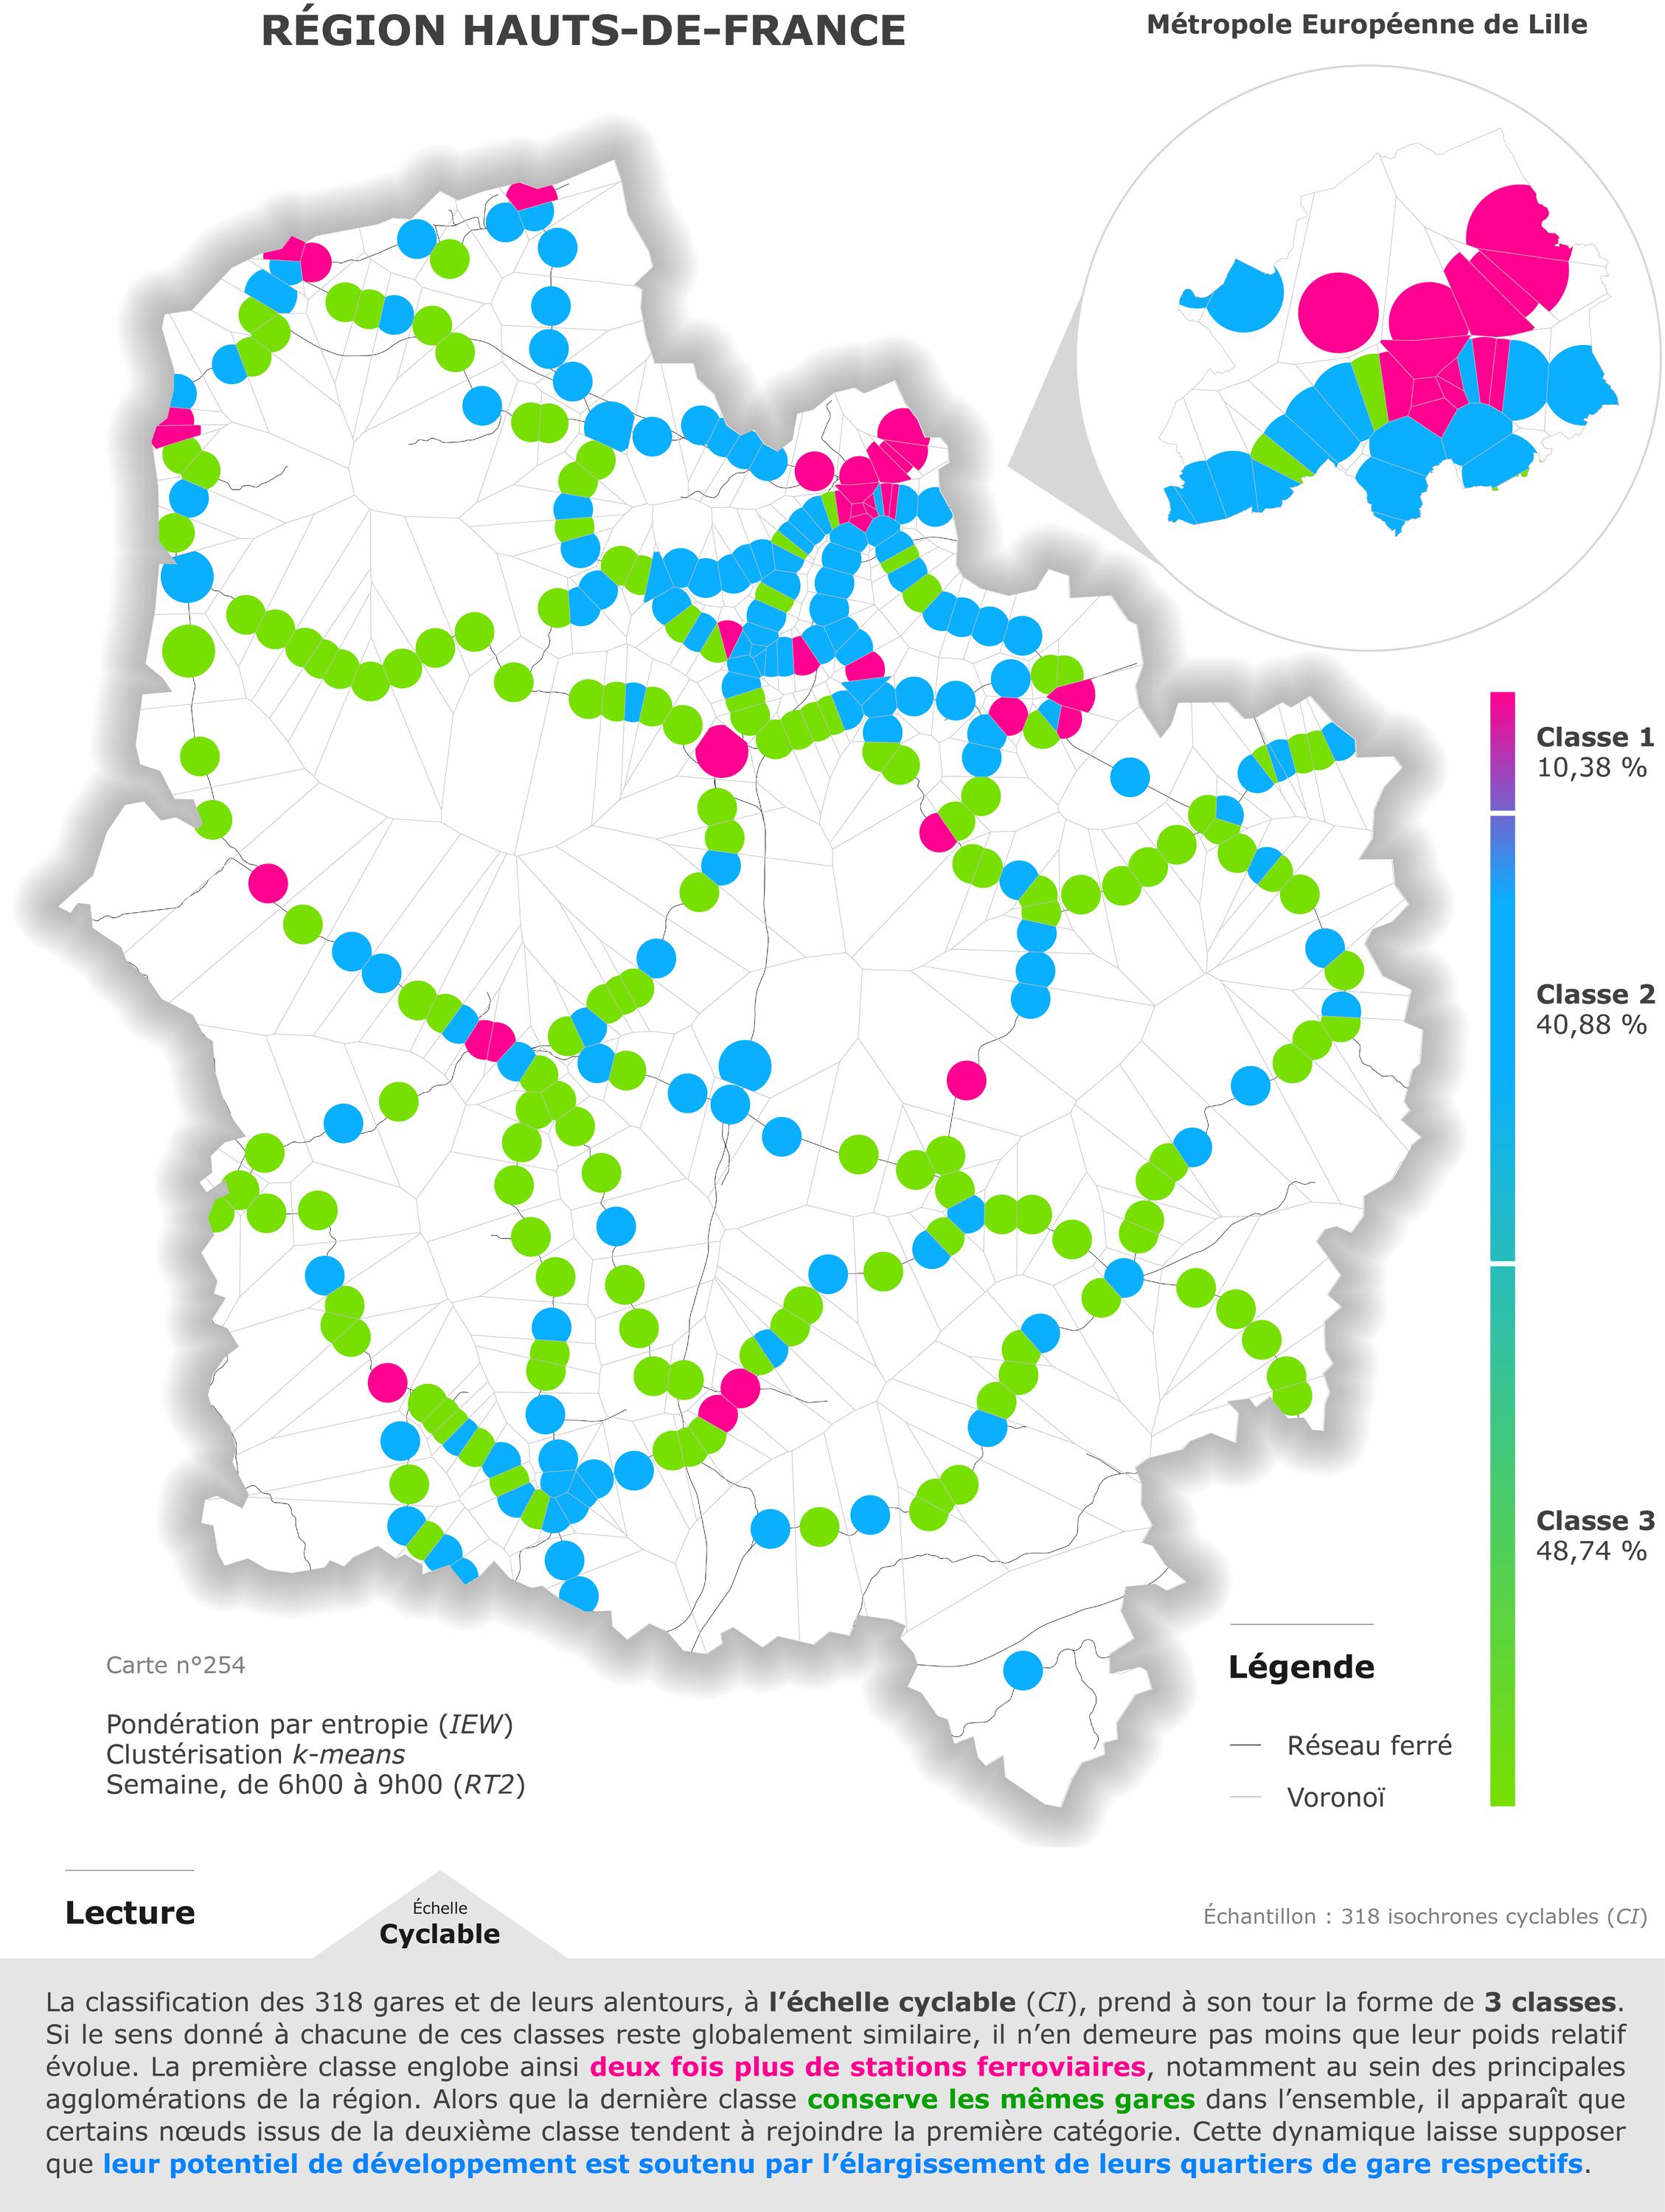 RÉGION HAUTS-DE-FRANCE
Métropole Européenne de Lille
Classe 1
10,38 %
Classe 2
40,88 %
Classe 3
48,74 %
Carte n°254
Pondération par entropie (IEW)
Clustérisation k-means
Semaine, de 6h00 à 9h00 (RT2)
Légende
Réseau ferré
Voronoï
Lecture
Échelle
Cyclable
Échantillon : 318 isochrones cyclables (CI)
La classification des 318 gares et de leurs alentours, à l’échelle cyclable (CI), prend à son tour la forme de 3 classes.
Si le sens donné à chacune de ces classes reste globalement similaire, il n’en demeure pas moins que leur poids relatif
évolue. La première classe englobe ainsi deux fois plus de stations ferroviaires, notamment au sein des principales
agglomérations de la région. Alors que la dernière classe conserve les mêmes gares dans l’ensemble, il apparaît que
certains nœuds issus de la deuxième classe tendent à rejoindre la première catégorie. Cette dynamique laisse supposer
que leur potentiel de développement est soutenu par l’élargissement de leurs quartiers de gare respectifs.